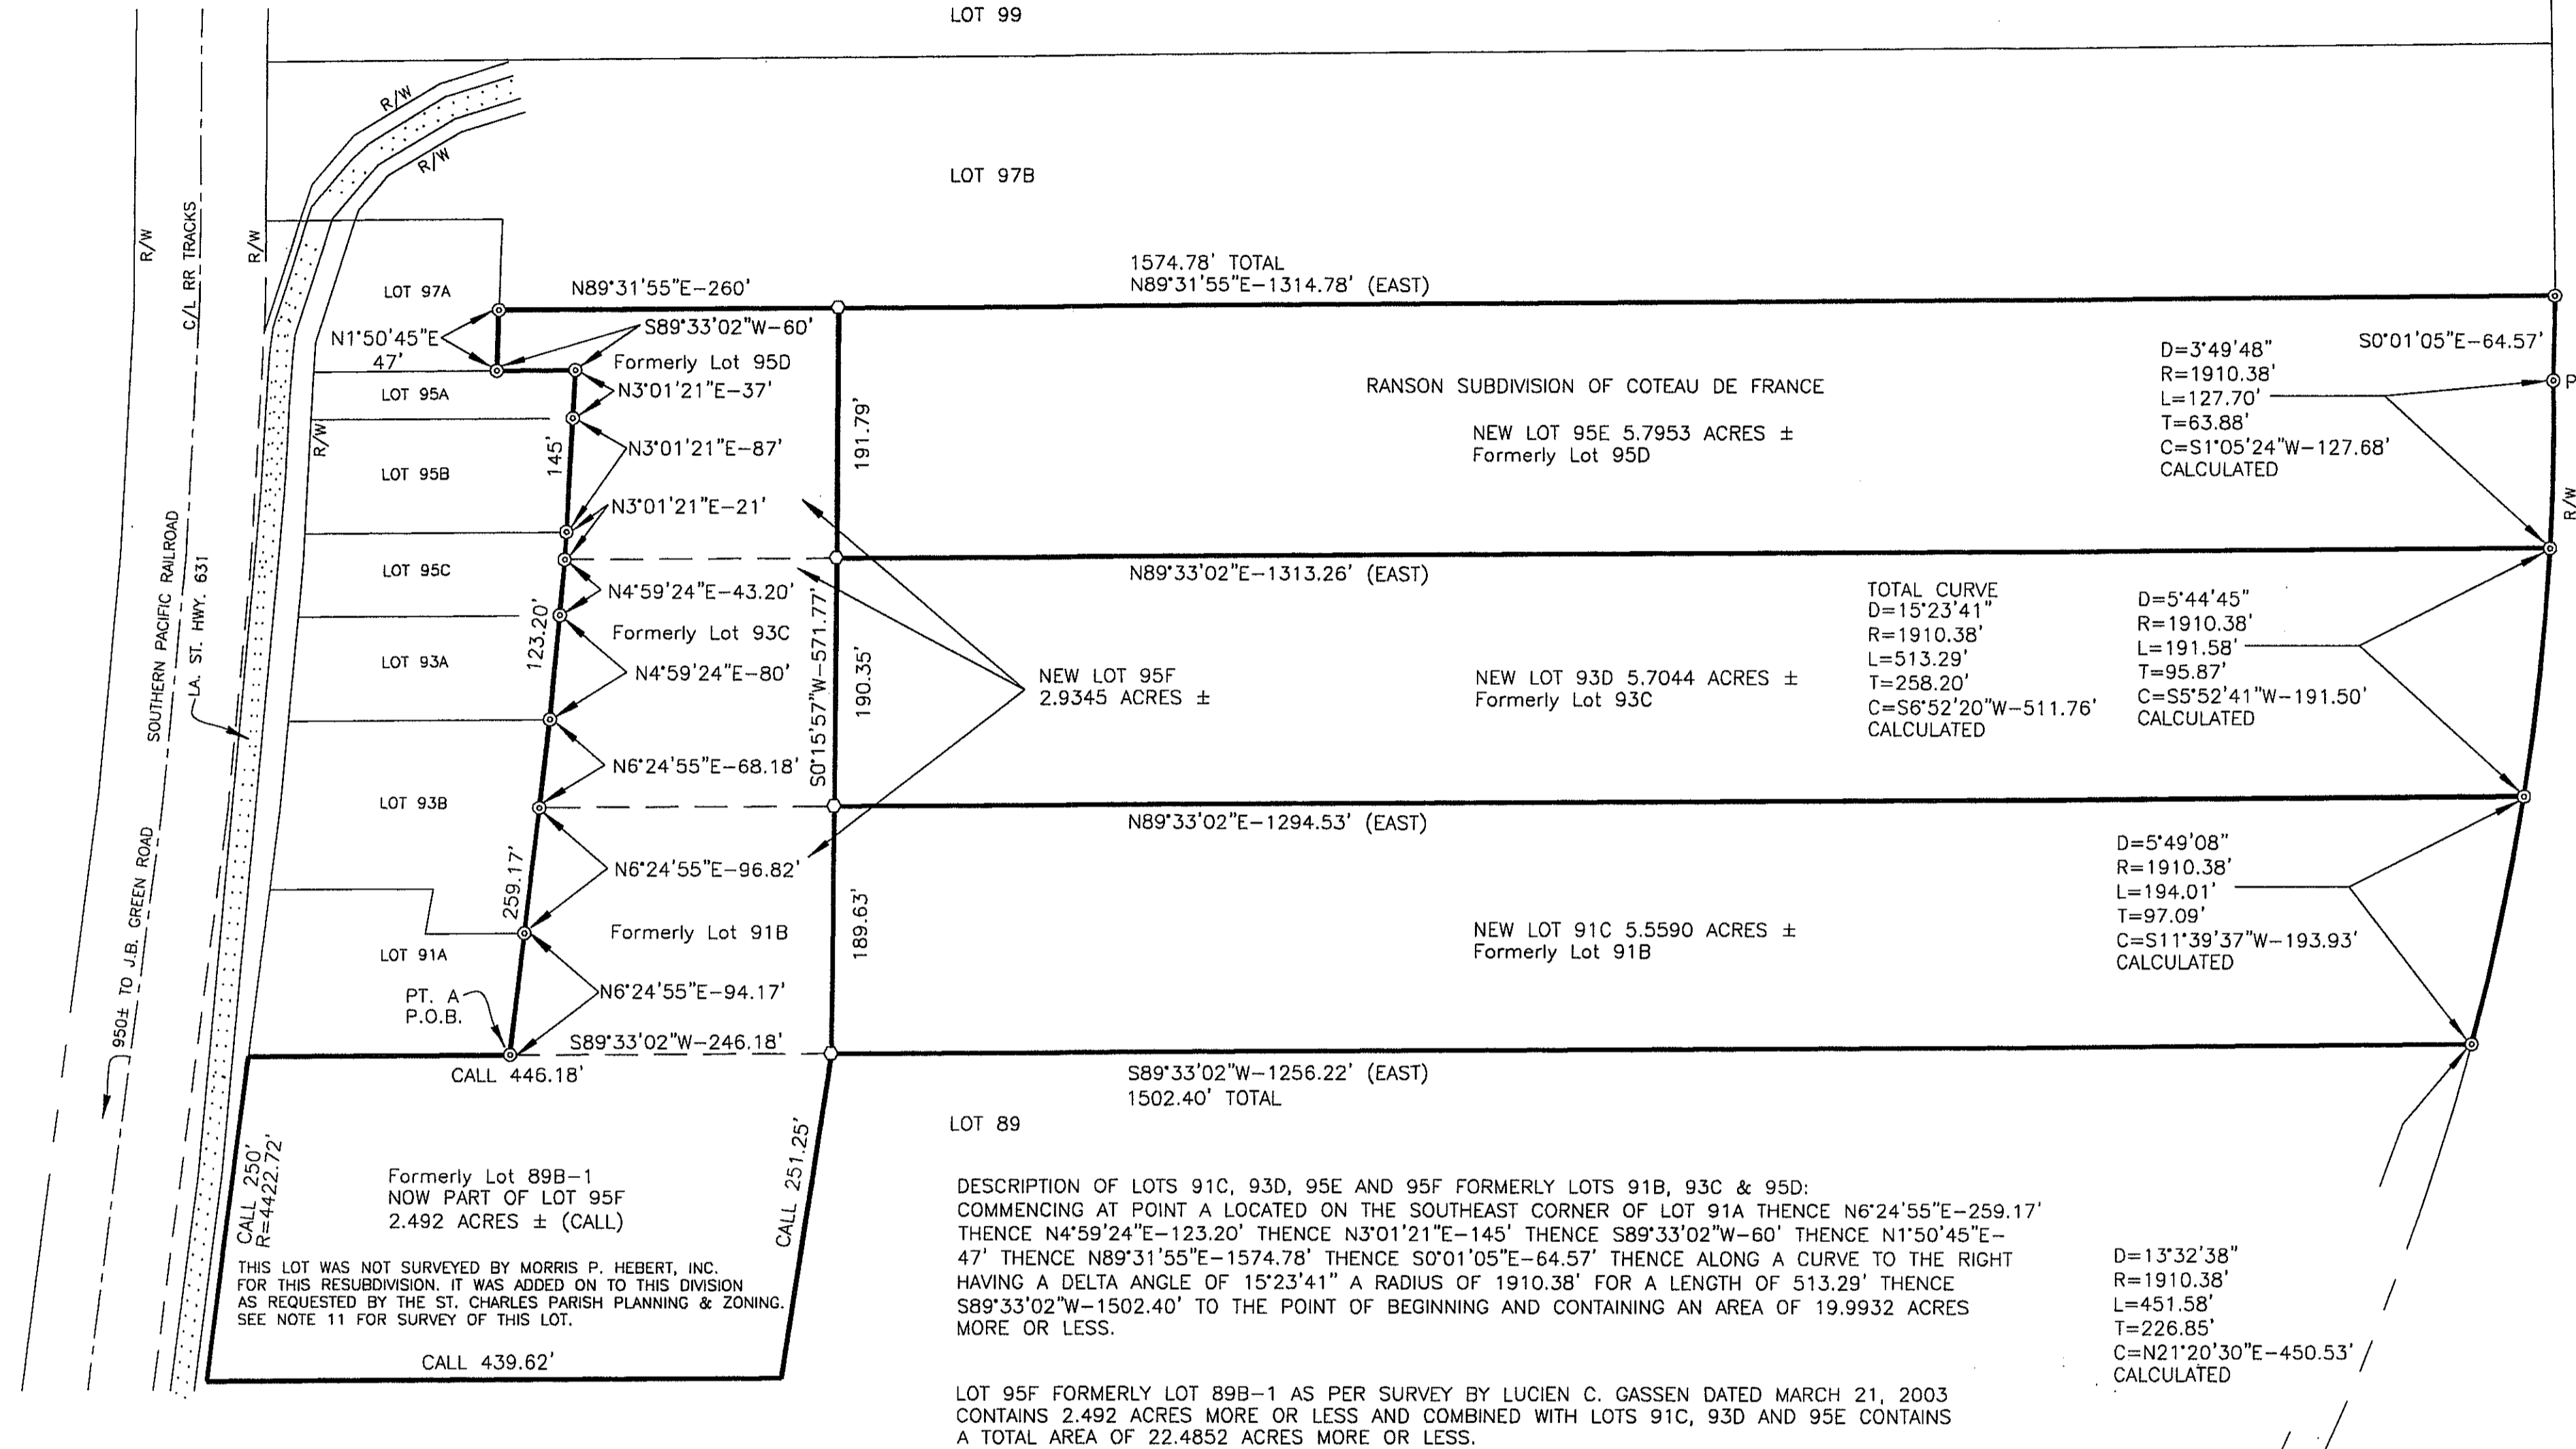 LOT 99
R/W
R/W
LOT 97B
R/W
C/L RR TRACKS
R/W
1574.78' TOTAL
N89°31'55"E-1314.78' (EAST)
LOT 97A
N89°31'55"E-260'
N1°50'45"E
47'
S89°33'02"W-60'
Formerly Lot 95D
N3°01'21"E-37'
LOT 95A
R/W
145'
N3°01'21"E-87'
LOT 95B
N3°01'21"E-21'
191.79'
RANSON SUBDIVISION OF COTEAU DE FRANCE
NEW LOT 95E 5.7953 ACRES ±
Formerly Lot 95D
D=3°49'48"
R=1910.38'
L=127.70'
T=63.88'
C=S1°05'24"W-127.68'
CALCULATED
S0°01'05"E-64.57'
P
R/W
SOUTHERN PACIFIC RAILROAD
LA. ST. HWY. 631
LOT 95C
N4°59'24"E-43.20'
123.20'
Formerly Lot 93C
LOT 93A
N4°59'24"E-80'
N89°33'02"E-1313.26' (EAST)
S0°15'57"W-571.77'
190.35'
NEW LOT 95F
2.9345 ACRES ±
NEW LOT 93D 5.7044 ACRES ±
Formerly Lot 93C
TOTAL CURVE
D=15°23'41"
R=1910.38'
L=513.29'
T=258.20'
C=S6°52'20"W-511.76'
CALCULATED
D=5°44'45"
R=1910.38'
L=191.58'
T=95.87'
C=S5°52'41"W-191.50'
CALCULATED
N6°24'55"E-68.18'
LOT 93B
N89°33'02"E-1294.53' (EAST)
259.17'
N6°24'55"E-96.82'
Formerly Lot 91B
189.63'
LOT 91A
N6°24'55"E-94.17'
NEW LOT 91C 5.5590 ACRES ±
Formerly Lot 91B
D=5°49'08"
R=1910.38'
L=194.01'
T=97.09'
C=S11°39'37"W-193.93'
CALCULATED
950± TO J.B. GREEN ROAD
PT. A
P.O.B.
S89°33'02"W-246.18'
CALL 446.18'
S89°33'02"W-1256.22' (EAST)
1502.40' TOTAL
LOT 89
CALL 250'
R=4422.72'
Formerly Lot 89B-1
NOW PART OF LOT 95F
2.492 ACRES ± (CALL)
CALL 251.25'
THIS LOT WAS NOT SURVEYED BY MORRIS P. HEBERT, INC.
FOR THIS RESUBDIVISION. IT WAS ADDED ON TO THIS DIVISION
AS REQUESTED BY THE ST. CHARLES PARISH PLANNING & ZONING.
SEE NOTE 11 FOR SURVEY OF THIS LOT.
CALL 439.62'
DESCRIPTION OF LOTS 91C, 93D, 95E AND 95F FORMERLY LOTS 91B, 93C & 95D:
COMMENCING AT POINT A LOCATED ON THE SOUTHEAST CORNER OF LOT 91A THENCE N6°24'55"E-259.17'
THENCE N4°59'24"E-123.20' THENCE N3°01'21"E-145' THENCE S89°33'02"W-60' THENCE N1°50'45"E-
47' THENCE N89°31'55"E-1574.78' THENCE S0°01'05"E-64.57' THENCE ALONG A CURVE TO THE RIGHT
HAVING A DELTA ANGLE OF 15°23'41" A RADIUS OF 1910.38' FOR A LENGTH OF 513.29' THENCE
S89°33'02"W-1502.40' TO THE POINT OF BEGINNING AND CONTAINING AN AREA OF 19.9932 ACRES
MORE OR LESS.
D=13°32'38"
R=1910.38'
L=451.58'
T=226.85'
C=N21°20'30"E-450.53'
CALCULATED
LOT 95F FORMERLY LOT 89B-1 AS PER SURVEY BY LUCIEN C. GASSEN DATED MARCH 21, 2003
CONTAINS 2.492 ACRES MORE OR LESS AND COMBINED WITH LOTS 91C, 93D AND 95E CONTAINS
A TOTAL AREA OF 22.4852 ACRES MORE OR LESS.